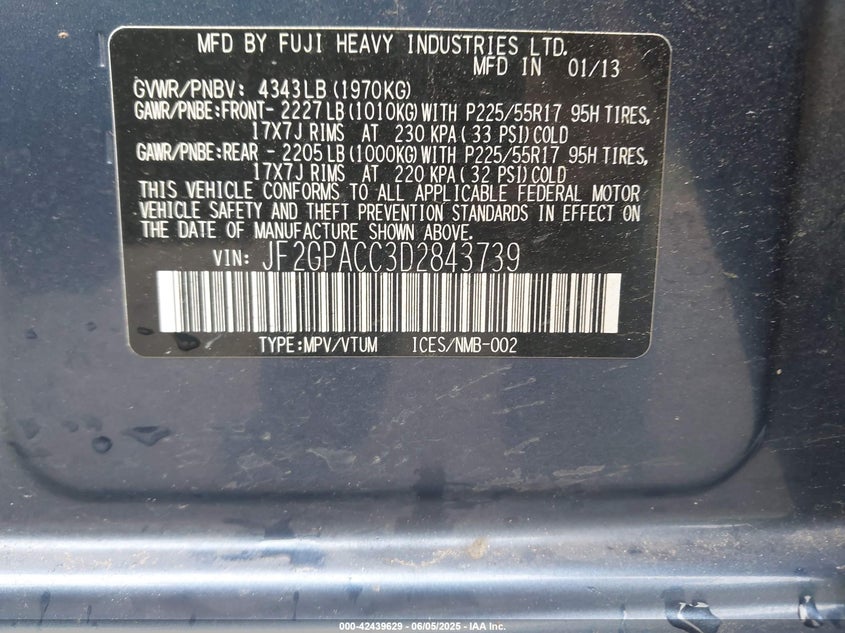 MFD BY FUJI HEAVY INDUSTRIES LTD.
MFD IN 01/13
GVWR/PNBV: 4343LB (1970KG)
GAWR/PNBE:FRONT- 2227LB (1010KG) WITH P225/55R17 95H TIRES,
17X7J RIMS AT 230 KPA ( 33 PSI) COLD
GAWR/PNBE:REAR - 2205LB (1000KG) WITH P225/55R17 95H TIRES,
17X7J RIMS AT 220 KPA ( 32 PSI) COLD
THIS VEHICLE CONFORMS TO ALL APPLICABLE FEDERAL MOTOR
VEHICLE SAFETY AND THEFT PREVENTION STANDARDS IN EFFECT ON
THE DATE OF MANUFACTURE SHOWN ABOVE.
VIN: JF2GPACC3D2843739
TYPE:MPV/VTUM ICES/NMB-002
000-42439629 - 06/05/2025 - IAA Inc.